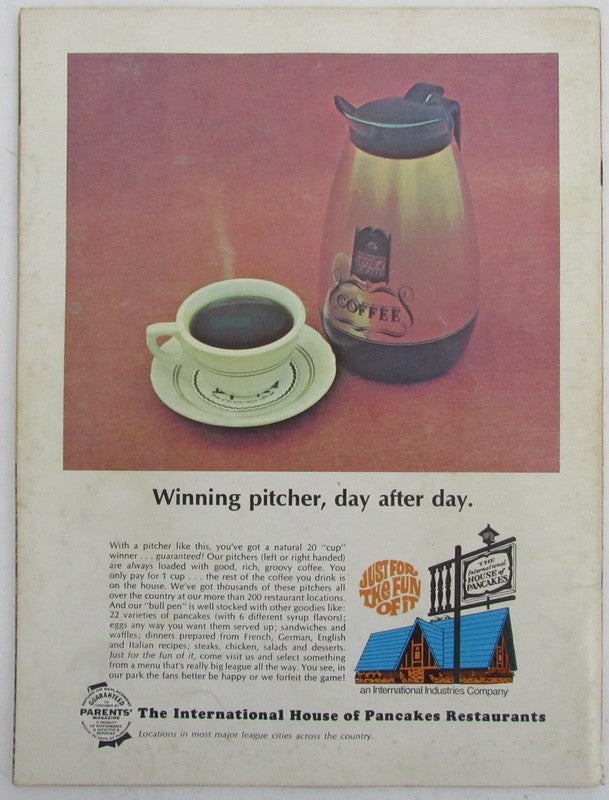 COFFEE
Winning pitcher, day after day.
With a pitcher like this, you've got a natural 20 "cup"
winner . . . guaranteed! Our pitchers (left or right handed)
are always loaded with good, rich, groovy coffee. You
only pay for 1 cup . . . the rest of the coffee you drink is
on the house. We've got thousands of these pitchers all
over the country at our more than 200 restaurant locations.
And our "bull pen" is well stocked with other goodies like:
22 varieties of pancakes (with 6 different syrup flavors);
eggs any way you want them served up; sandwiches and
waffles; dinners prepared from French, German, English
and Italian recipes; steaks, chicken, salads and desserts.
Just for the fun of it, come visit us and select something
from a menu that's really big league all the way. You see, in
our park the fans better be happy or we forfeit the game!
JUST FOR
THE FUN
OF IT
THE
International
HOUSE of
PANCAKES
an International Industries Company
GUARANTEED
PARENTS'
MAGAZINE
The International House of Pancakes Restaurants
Locations in most major league cities across the country.